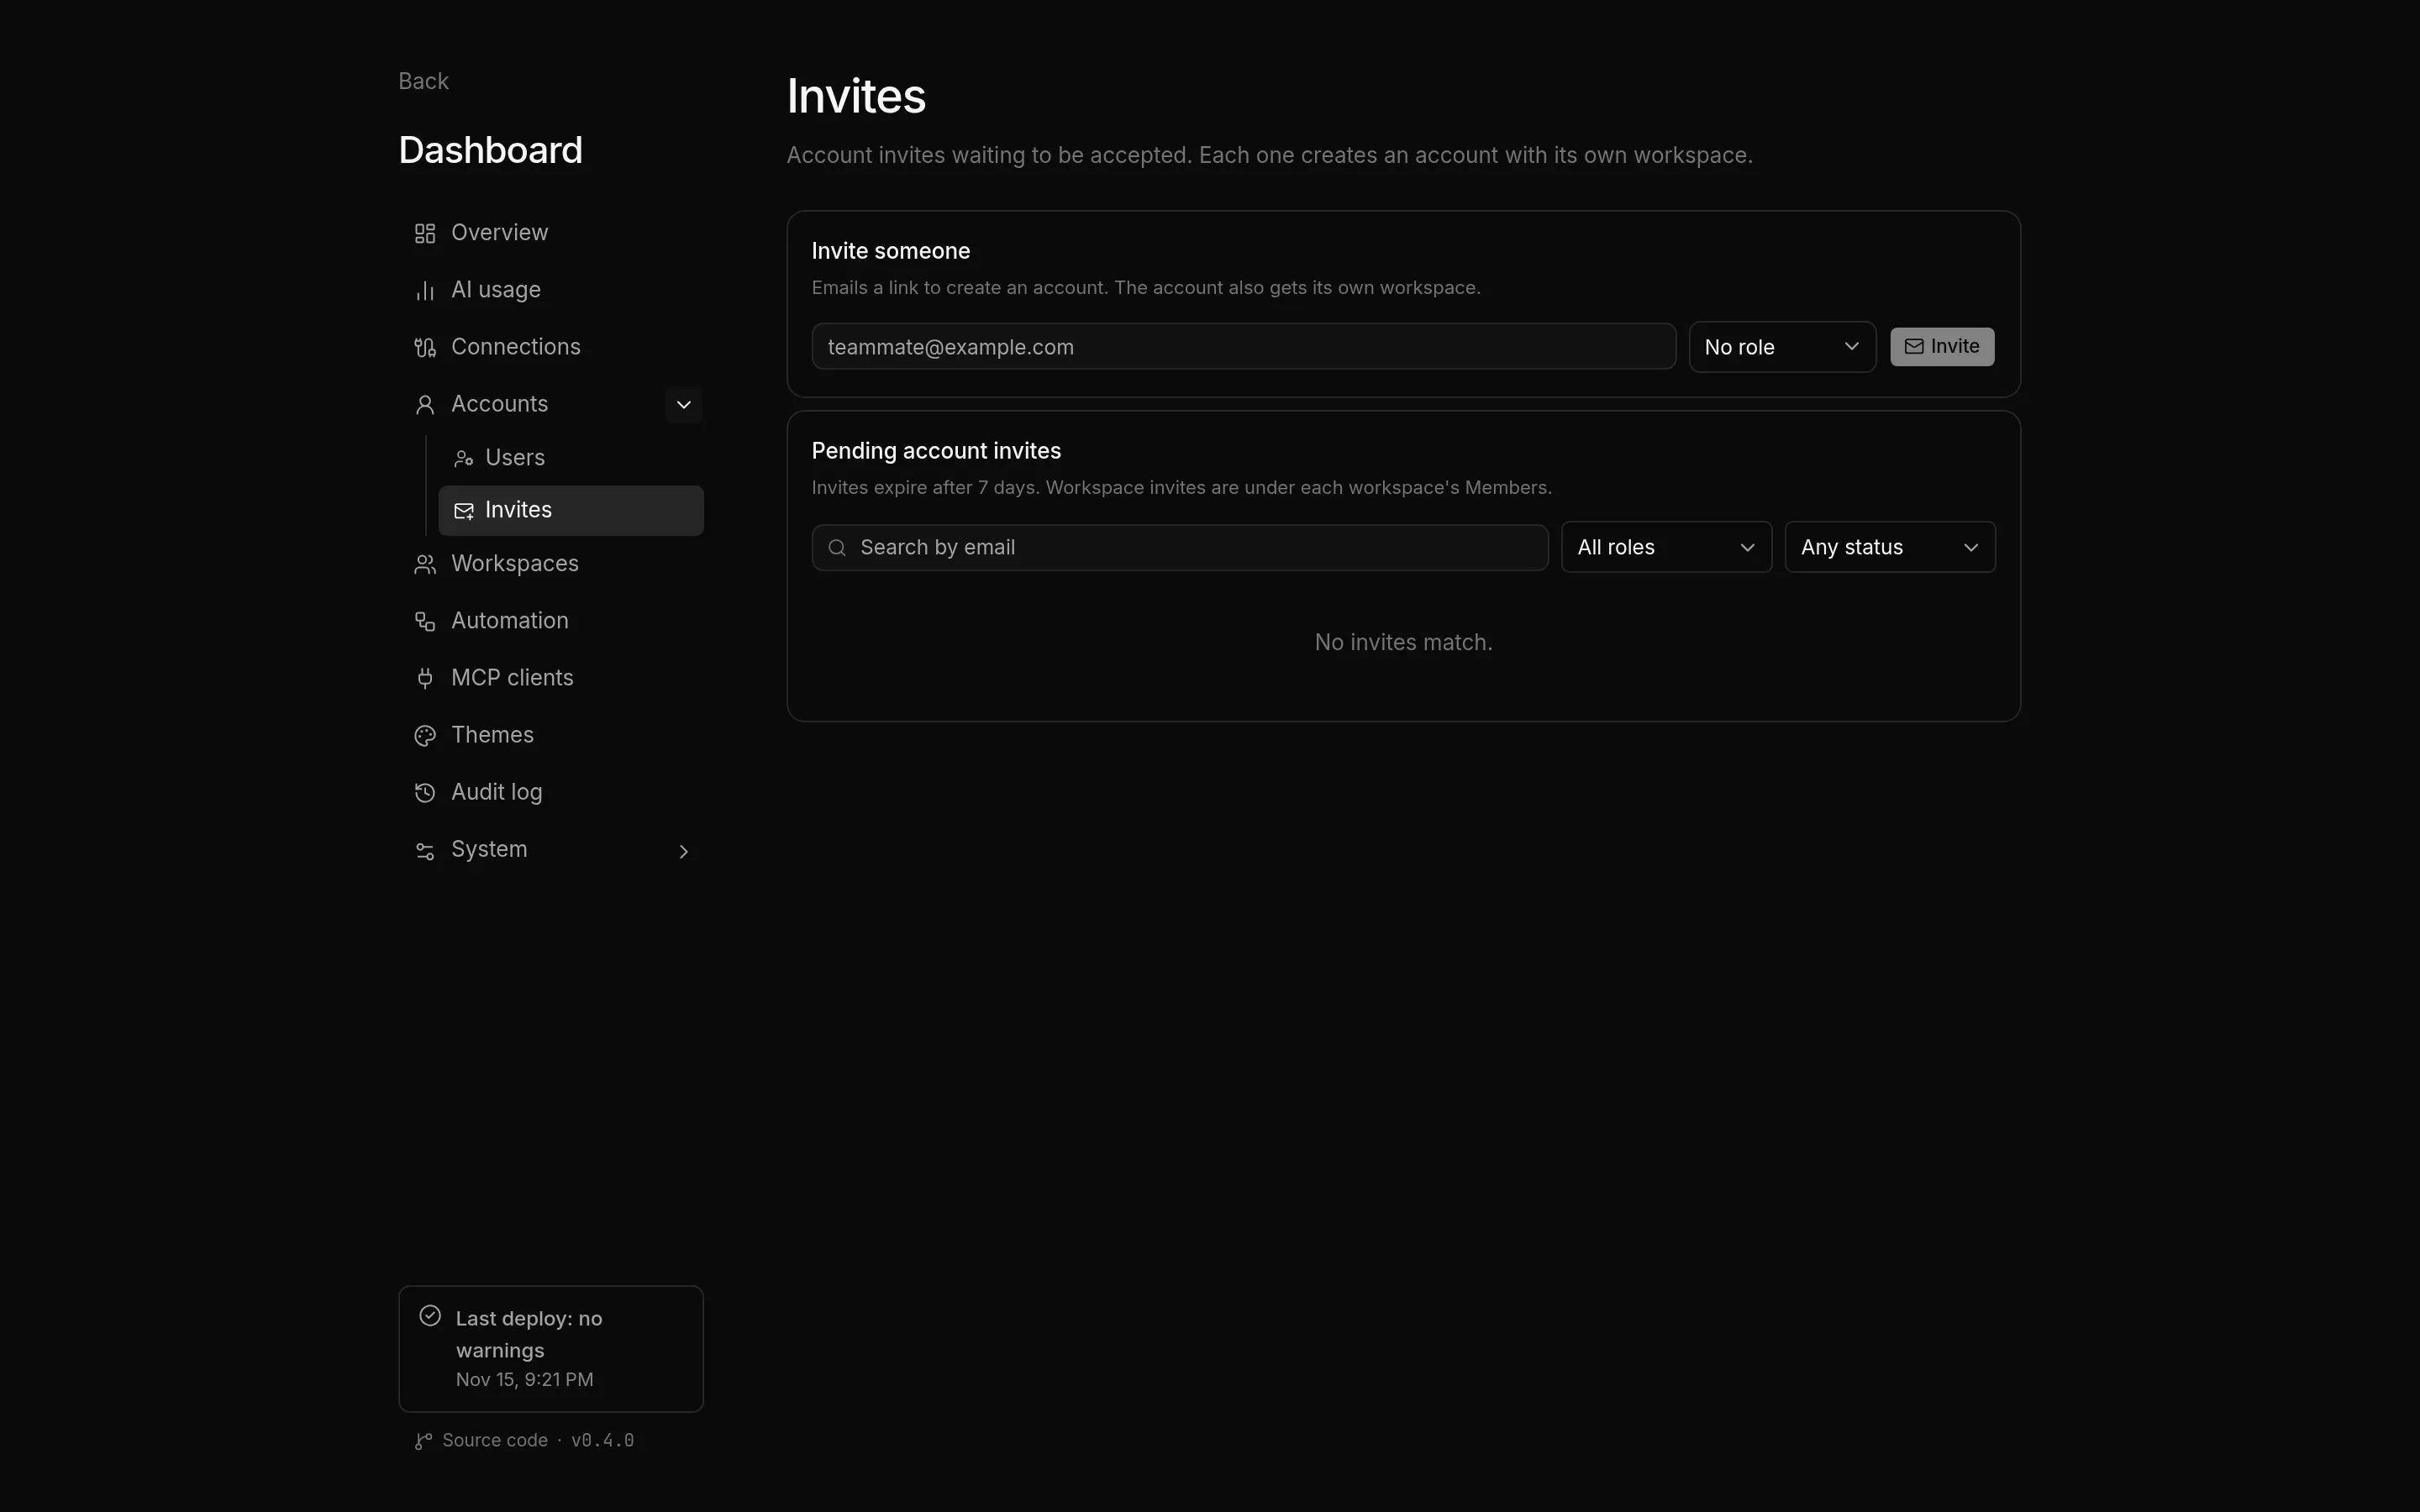 Back
Dashboard
Overview
AI usage
Connections
Accounts
Users
Invites
Workspaces
Automation
MCP clients
Themes
Audit log
System
Last deploy: no
warnings
Nov 15, 9:21 PM
Source code · v0.4.0
Invites
Account invites waiting to be accepted. Each one creates an account with its own workspace.
Invite someone
Emails a link to create an account. The account also gets its own workspace.
teammate@example.com No role Invite
Pending account invites
Invites expire after 7 days. Workspace invites are under each workspace's Members.
Search by email All roles Any status
No invites match.